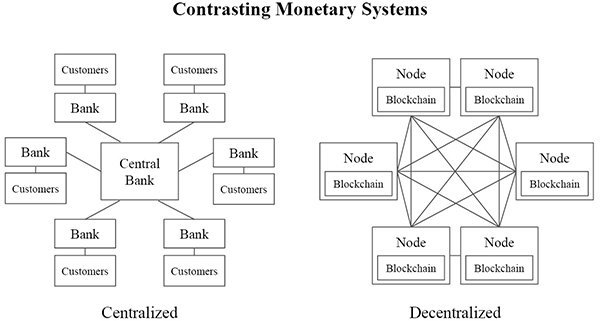 Contrasting Monetary Systems
Customers
Bank
Customers
Bank
Bank
Customers
Central
Bank
Bank
Customers
Bank
Customers
Bank
Customers
Centralized
Node
Blockchain
Node
Blockchain
Node
Blockchain
Node
Blockchain
Node
Blockchain
Node
Blockchain
Decentralized